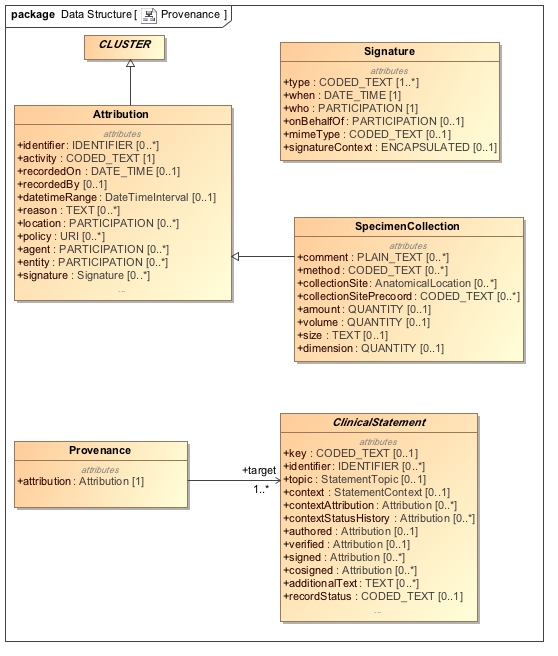 package Data Structure [ Provenance ]
CLUSTER
Attribution
attributes
+identifier : IDENTIFIER [0..*]
+activity : CODED_TEXT [1]
+recordedOn : DATE_TIME [0..1]
+recordedBy [0..1]
+datetimeRange : DateTimeInterval [0..1]
+reason : TEXT [0..*]
+location : PARTICIPATION [0..*]
+policy : URI [0..*]
+agent : PARTICIPATION [0..*]
+entity : PARTICIPATION [0..*]
+signature : Signature [0..*]
...
Signature
attributes
+type : CODED_TEXT [1..*]
+when : DATE_TIME [1]
+who : PARTICIPATION [1]
+onBehalfOf : PARTICIPATION [0..1]
+mimeType : CODED_TEXT [0..1]
+signatureContext : ENCAPSULATED [0..1]
SpecimenCollection
attributes
+comment : PLAIN_TEXT [0..*]
+method : CODED_TEXT [0..*]
+collectionSite : AnatomicalLocation [0..1]
+collectionSitePrecoord : CODED_TEXT [0..*]
+amount : QUANTITY [0..1]
+volume : QUANTITY [0..1]
+size : TEXT [0..1]
+dimension : QUANTITY [0..1]
Provenance
attributes
+attribution : Attribution [1]
+target
1..*
ClinicalStatement
attributes
+key : CODED_TEXT [0..1]
+identifier : IDENTIFIER [0..*]
+topic : StatementTopic [0..1]
+context : StatementContext [0..1]
+contextAttribution : Attribution [0..*]
+contextStatusHistory : Attribution [0..*]
+authored : Attribution [0..1]
+verified : Attribution [0..1]
+signed : Attribution [0..*]
+cosigned : Attribution [0..*]
+additionalText : TEXT [0..*]
+recordStatus : CODED_TEXT [0..1]
...